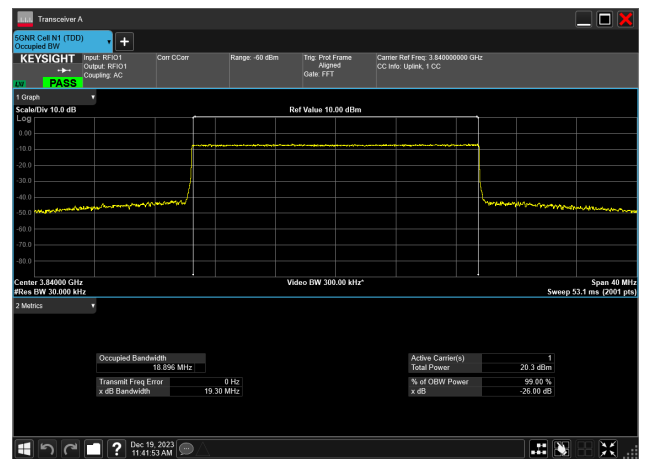 Transceiver A
5GNR Cell N1 (TDD)
Occupied BW
KEYSIGHT
LXI
PASS
Input: RFIO1
Output: RFIO1
Coupling: AC
Corr CCorr
Range: -60 dBm
Trig: Prot Frame
Aligned
Gate: FFT
Carrier Ref Freq: 3.840000000 GHz
CC Info: Uplink, 1 CC
1 Graph
Scale/Div 10.0 dB
Ref Value 10.00 dBm
Log
0.00
-10.0
-20.0
-30.0
-40.0
-50.0
-60.0
-70.0
-80.0
Center 3.84000 GHz
Video BW 300.00 kHz*
Span 40 MHz
#Res BW 30.000 kHz
Sweep 53.1 ms (2001 pts)
2 Metrics
Occupied Bandwidth
18.896 MHz
Transmit Freq Error 0 Hz
x dB Bandwidth 19.30 MHz
Active Carrier(s) 1
Total Power 20.3 dBm
% of OBW Power 99.00 %
x dB -26.00 dB
?
Dec 19, 2023
11:41:53 AM